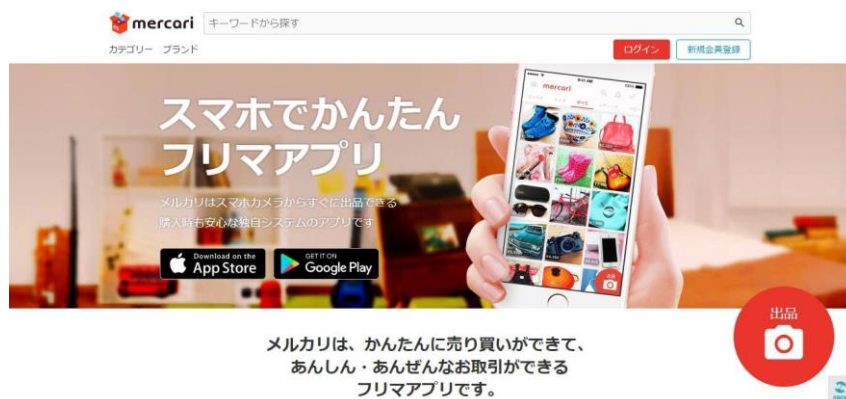 mercari
キーワードから探す
カテゴリー ブランド
ログイン
新規会員登録
スマホでかんたん
フリマアプリ
メルカリはスマホカメラからすぐに出品できる
購入時も安心な独自システムのアプリです
Download on the
App Store
GET IT ON
Google Play
mercari
出品
メルカリは、かんたんに売り買いができて、
あんしん・あんぜんなお取引ができる
フリマアプリです。